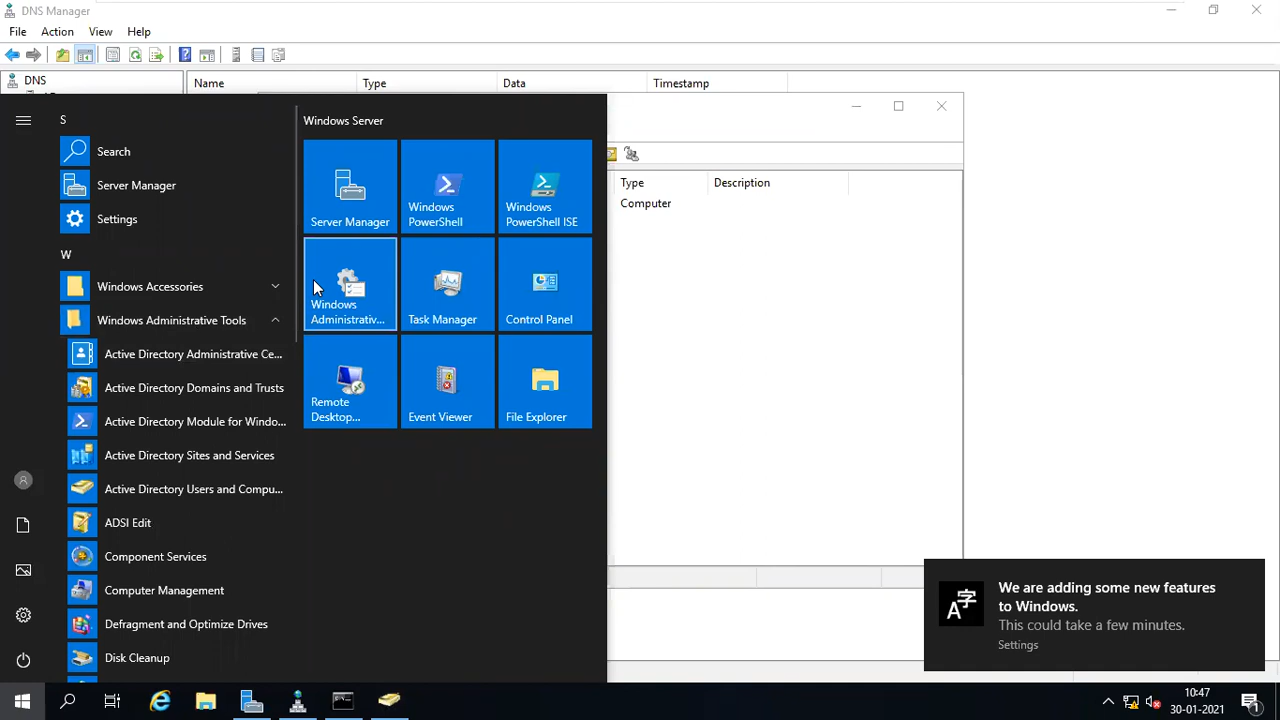 DNS Manager
File Action View Help
DNS
Name Type Data Timestamp
S
Search
Server Manager
Settings
W
Windows Accessories
Windows Administrative Tools
Active Directory Administrative Ce...
Active Directory Domains and Trusts
Active Directory Module for Windo...
Active Directory Sites and Services
Active Directory Users and Compu...
ADSI Edit
Component Services
Computer Management
Defragment and Optimize Drives
Disk Cleanup
Windows Server
Server Manager
Windows
PowerShell
Windows
PowerShell ISE
Windows
Administrativ...
Task Manager
Control Panel
Remote
Desktop...
Event Viewer
File Explorer
Type Description
Computer
We are adding some new features
to Windows.
This could take a few minutes.
Settings
10:47
30-01-2021